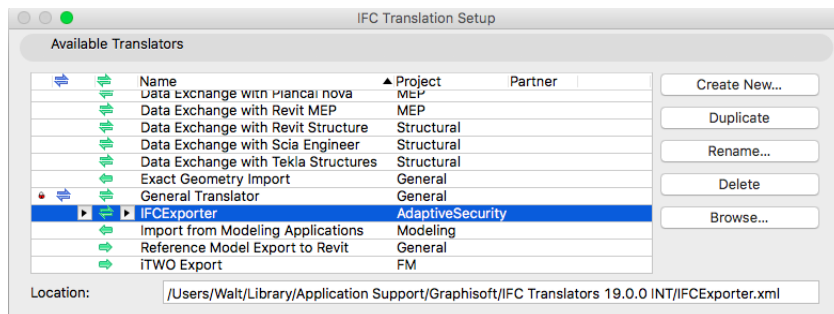 IFC Translation Setup
Available Translators
Name Project Partner
Data Exchange with Plancal nova MEP
Data Exchange with Revit MEP MEP
Data Exchange with Revit Structure Structural
Data Exchange with Scia Engineer Structural
Data Exchange with Tekla Structures Structural
Exact Geometry Import General
General Translator General
IFCExporter AdaptiveSecurity
Import from Modeling Applications Modeling
Reference Model Export to Revit General
iTWO Export FM
Create New...
Duplicate
Rename...
Delete
Browse...
Location: /Users/Walt/Library/Application Support/Graphisoft/IFC Translators 19.0.0 INT/IFCExporter.xml